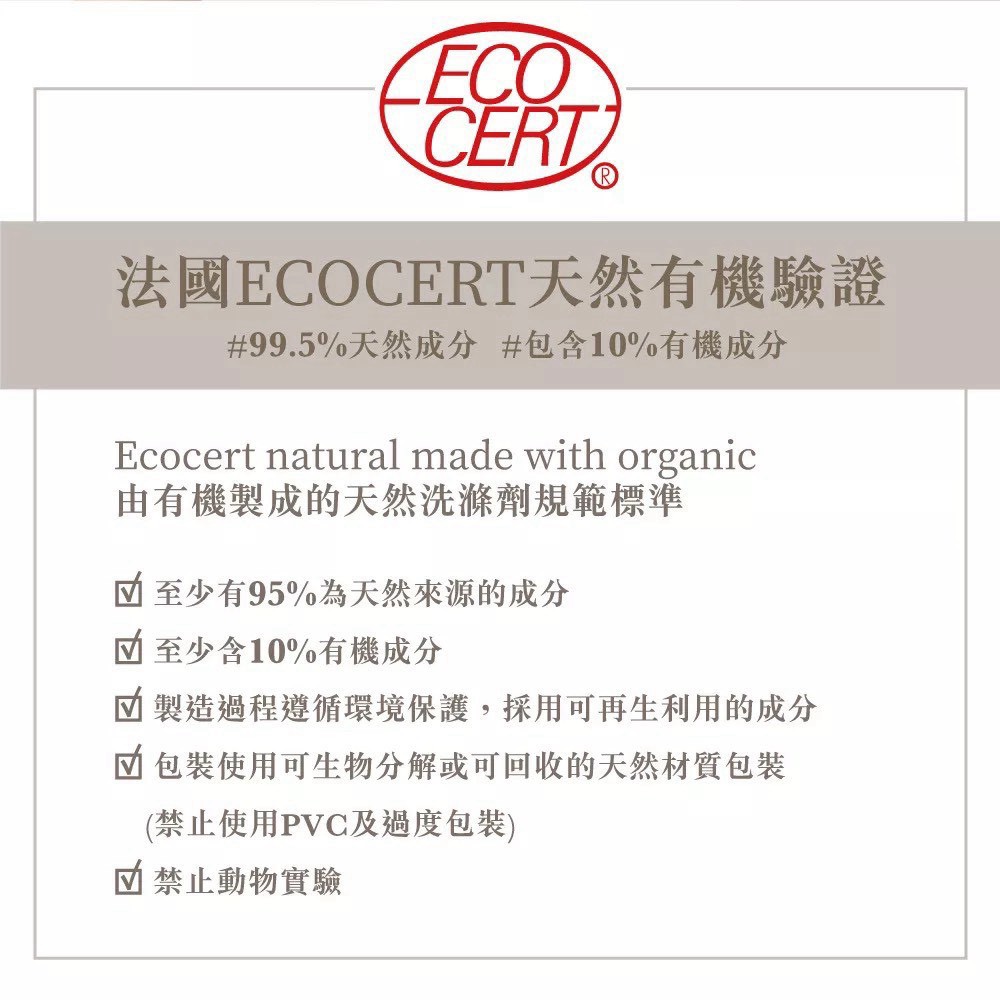 ECO
CERT
®
法國ECOCERT天然有機驗證
#99.5%天然成分 #包含10%有機成分
Ecocert natural made with organic
由有機製成的天然洗滌劑規範標準
☑ 至少有95%為天然來源的成分
☑ 至少含10%有機成分
☑ 製造過程遵循環境保護，採用可再生利用的成分
☑ 包裝使用可生物分解或可回收的天然材質包裝
(禁止使用PVC及過度包裝)
☑ 禁止動物實驗